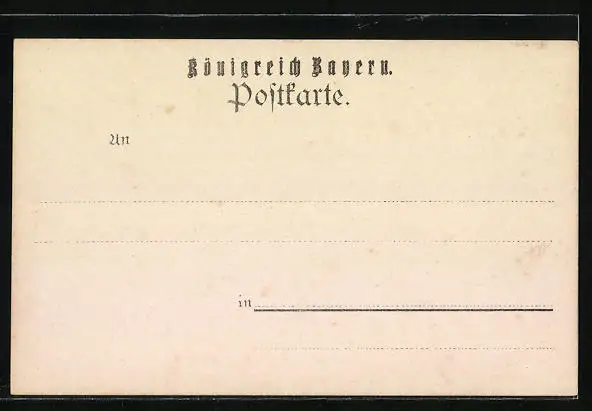 Königreich Bayern.
Postkarte.
An
in